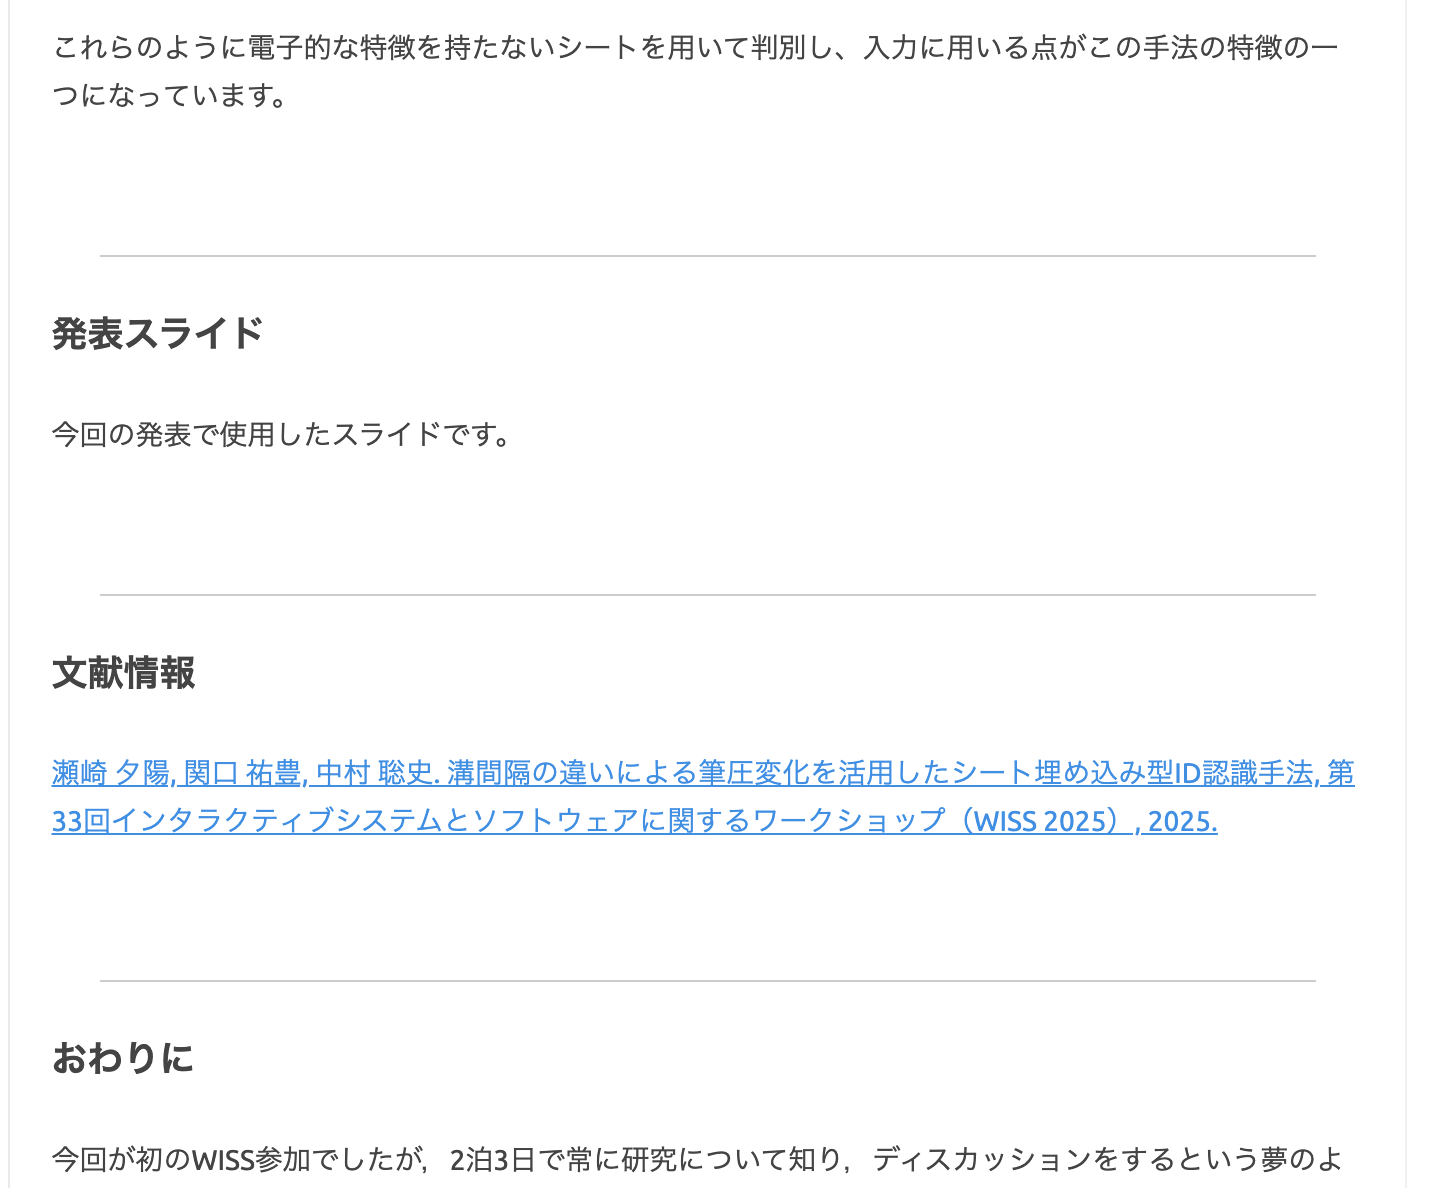 これらのように電子的な特徴を持たないシートを用いて判別し、入力に用いる点がこの手法の特徴の一
つになっています。
発表スライド
今回の発表で使用したスライドです。
文献情報
瀬崎 夕陽, 関口 祐豊, 中村 聡史. 溝間隔の違いによる筆圧変化を活用したシート埋め込み型ID認識手法, 第
33回インタラクティブシステムとソフトウェアに関するワークショップ（WISS 2025）, 2025.
おわりに
今回が初のWISS参加でしたが，2泊3日で常に研究について知り，ディスカッションをするという夢のよ